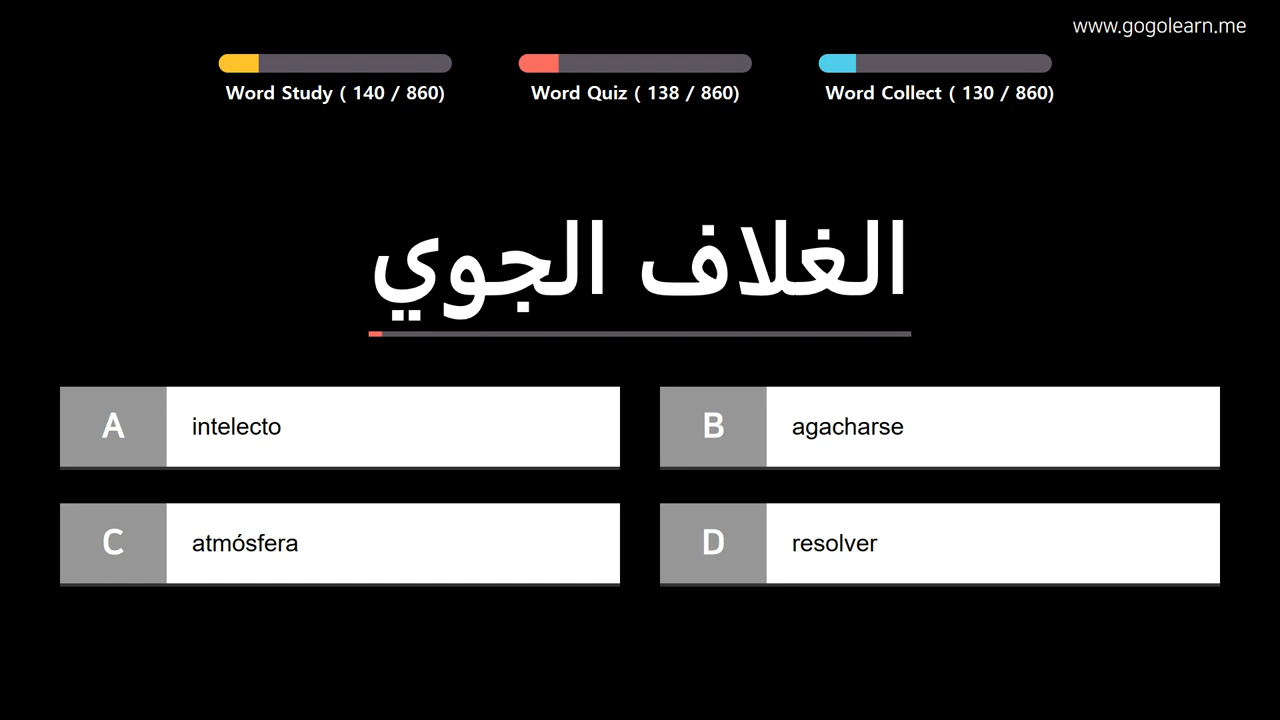 www.gogolearn.me
Word Study ( 140 / 860)
Word Quiz ( 138 / 860)
Word Collect ( 130 / 860)
الغلاف الجوي
A intelecto
B agacharse
C atmósfera
D resolver